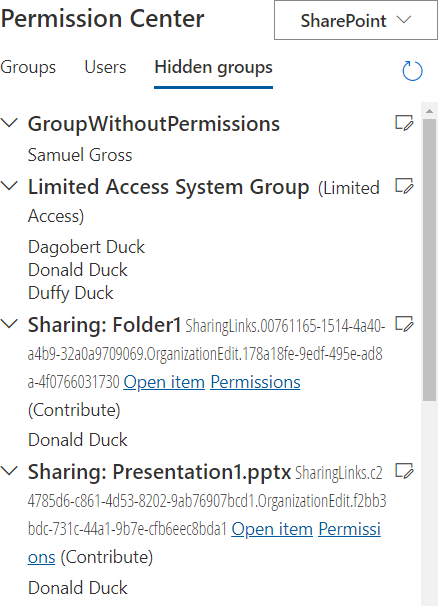 Permission Center
SharePoint
Groups Users Hidden groups
GroupWithoutPermissions
Samuel Gross
Limited Access System Group (Limited
Access)
Dagobert Duck
Donald Duck
Duffy Duck
Sharing: Folder1 SharingLinks.00761165-1514-4a40-
a4b9-32a0a9709069.OrganizationEdit.178a18fe-9edf-495e-ad8
a-4f0766031730 Open item Permissions
(Contribute)
Donald Duck
Sharing: Presentation1.pptx SharingLinks.c2
4785d6-c861-4d53-8202-9ab76907bcd1.OrganizationEdit.f2bb3
bdc-731c-44a1-9b7e-cfb6eec8bda1 Open item Permissi
ons (Contribute)
Donald Duck